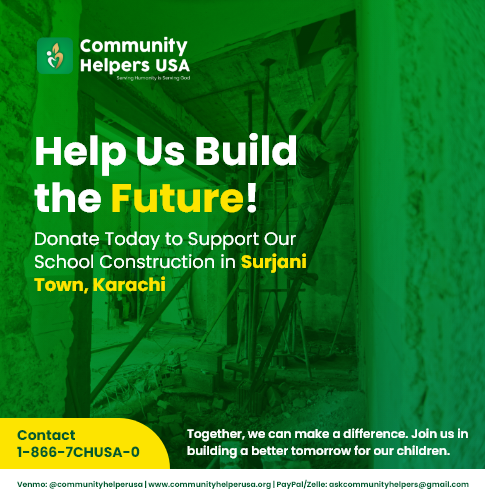 Community
Helpers USA
Serving Humanity is Serving God
Help Us Build
the Future!
Donate Today to Support Our
School Construction in Surjani
Town, Karachi
Contact
1-866-7CHUSA-0
Together, we can make a difference. Join us in
building a better tomorrow for our children.
Venmo: @communityhelperusa | www.communityhelperusa.org | PayPal/Zelle: askcommunityhelpers@gmail.com